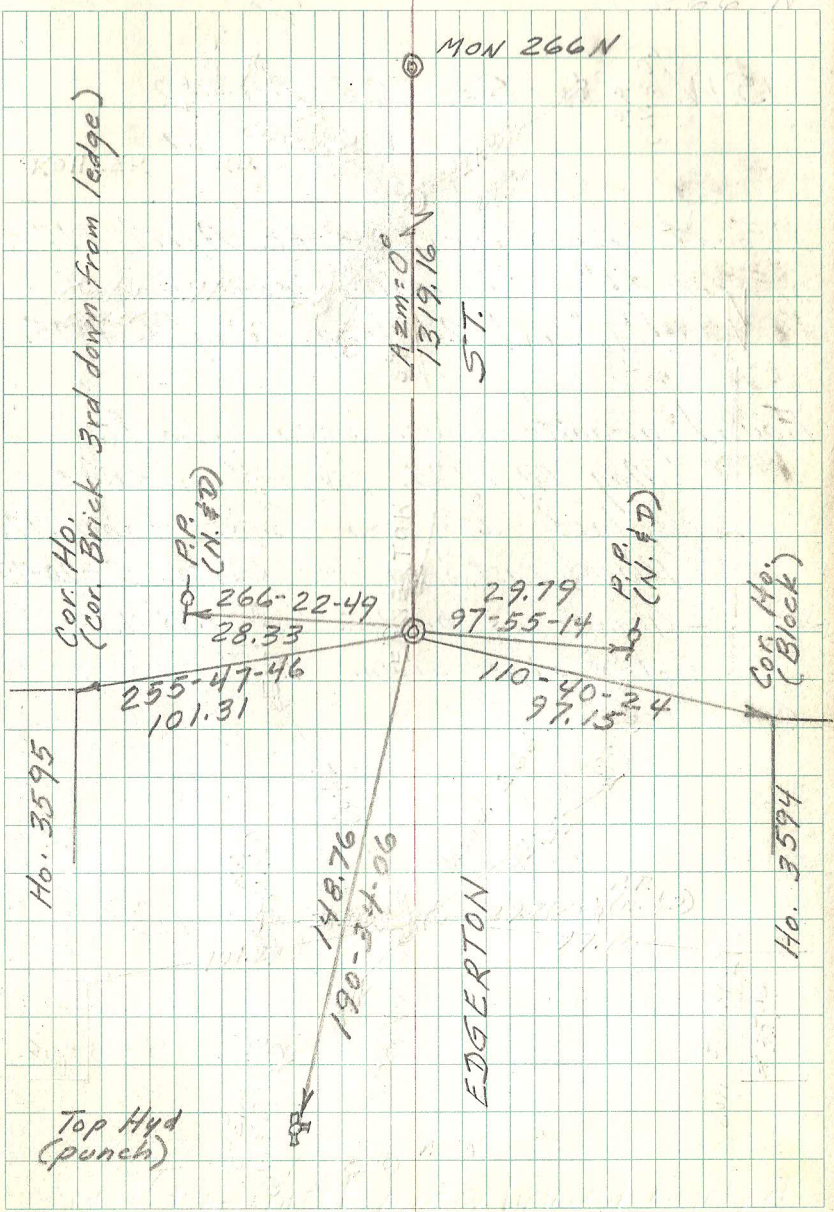 MON 266 N
Azm=0°
1319.16
ST.
Cor. Ho.
(Cor. Brick 3rd down from ledge)
P.P.
(N. & D)
266-22-49
28.33
29.79
97-55-14
P.P.
(N. & D)
255-47-46
101.31
110-40-24
97.15
Cor. Ho.
(Block)
Ho. 3595
Ho. 3594
148.76
190-34-06
EDGERTON
Top Hyd
(punch)